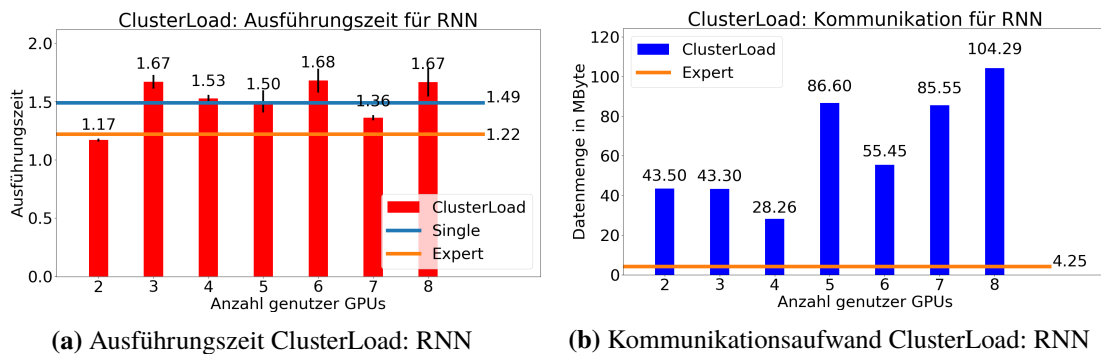 ClusterLoad: Ausführungszeit für RNN
Ausführungszeit
2.0
1.5
1.0
0.5
0.0
1.17
1.67
1.53
1.50
1.68
1.36
1.67
1.49
1.22
ClusterLoad
Single
Expert
2 3 4 5 6 7 8
Anzahl genutzer GPUs
(a) Ausführungszeit ClusterLoad: RNN
ClusterLoad: Kommunikation für RNN
Datenmenge in MByte
120
100
80
60
40
20
0
ClusterLoad
Expert
43.50
43.30
28.26
86.60
55.45
85.55
104.29
4.25
2 3 4 5 6 7 8
Anzahl genutzer GPUs
(b) Kommunikationsaufwand ClusterLoad: RNN